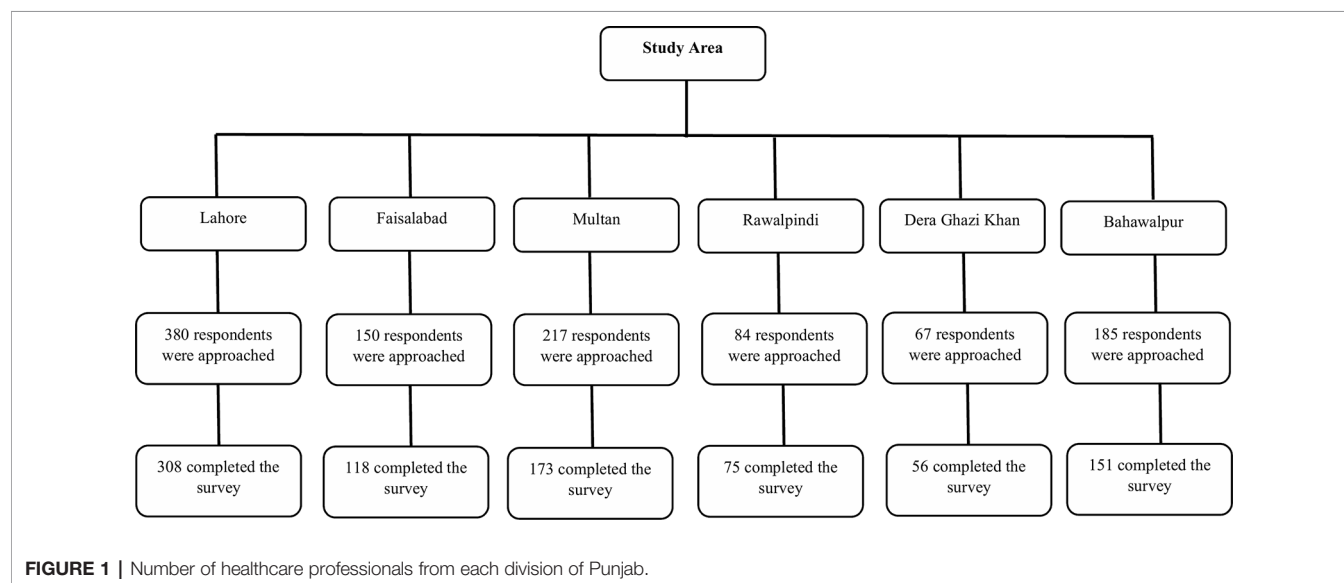 Study Area
Lahore
Faisalabad
Multan
Rawalpindi
Dera Ghazi Khan
Bahawalpur
380 respondents
were approached
150 respondents
were approached
217 respondents
were approached
84 respondents
were approached
67 respondents
were approached
185 respondents
were approached
308 completed the
survey
118 completed the
survey
173 completed the
survey
75 completed the
survey
56 completed the
survey
151 completed the
survey
FIGURE 1 | Number of healthcare professionals from each division of Punjab.